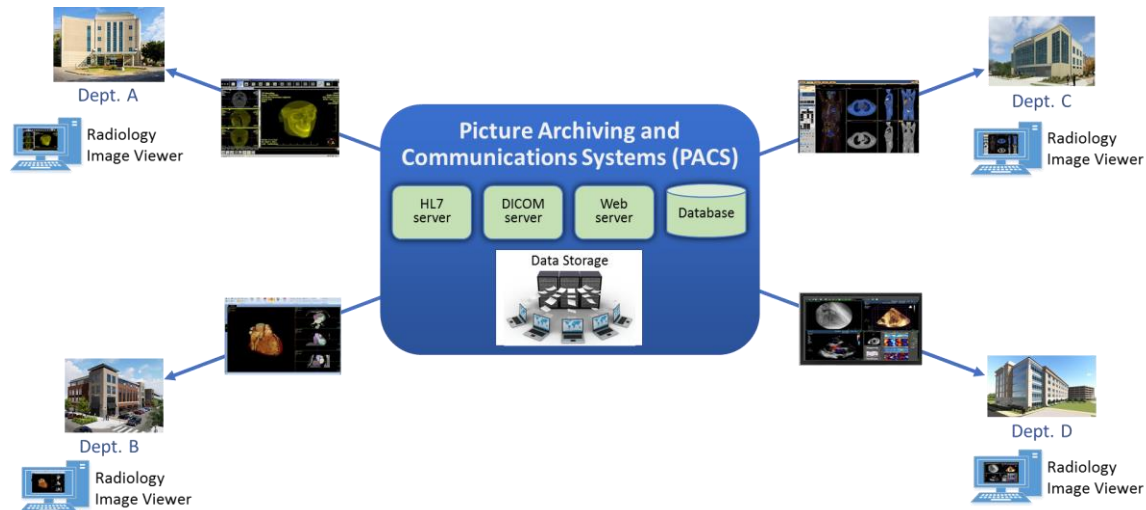 Dept. A
Radiology
Image Viewer
Picture Archiving and
Communications Systems (PACS)
HL7
server
DICOM
server
Web
server
Database
Data Storage
Dept. C
Radiology
Image Viewer
Dept. B
Radiology
Image Viewer
Dept. D
Radiology
Image Viewer